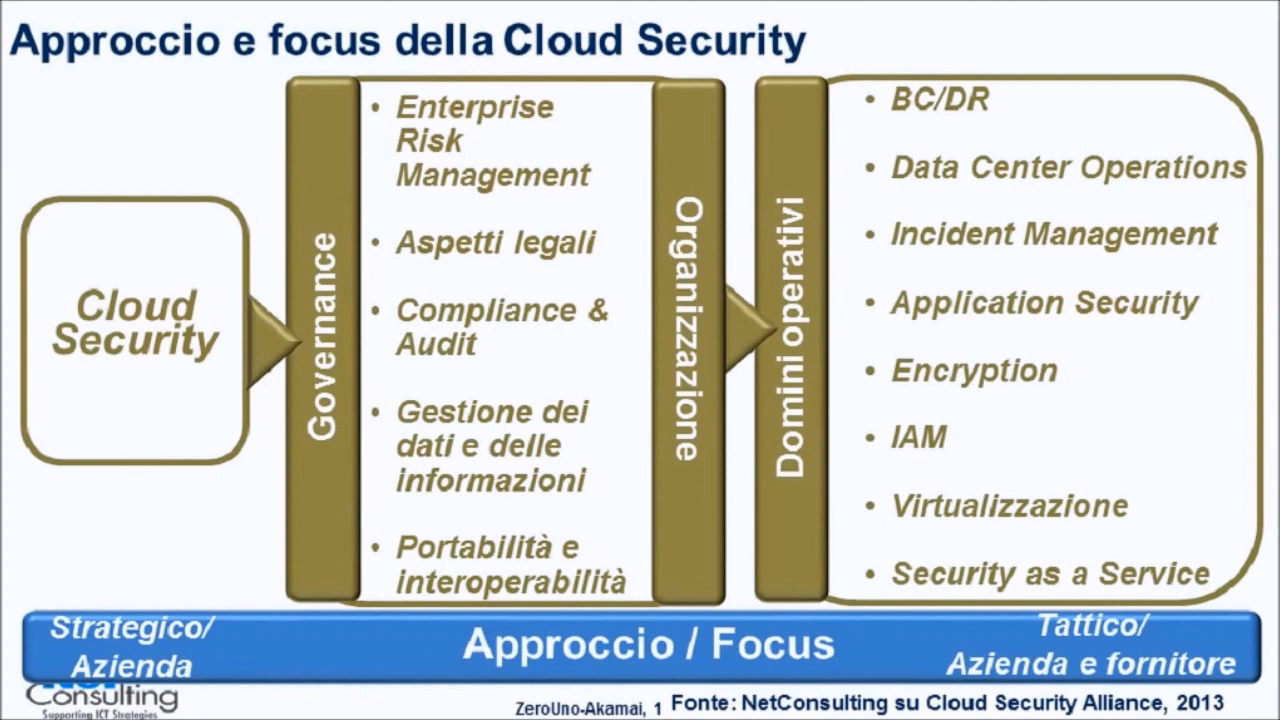 Approccio e focus della Cloud Security
Cloud
Security
Governance
• Enterprise
Risk
Management
• Aspetti legali
• Compliance &
Audit
• Gestione dei
dati e delle
informazioni
• Portabilità e
interoperabilità
Organizzazione
Domini operativi
• BC/DR
• Data Center Operations
• Incident Management
• Application Security
• Encryption
• IAM
• Virtualizzazione
• Security as a Service
Strategico/
Azienda
Approccio / Focus
Tattico/
Azienda e fornitore
Consulting
Supporting ICT Strategies
ZeroUno-Akamai, 1
Fonte: NetConsulting su Cloud Security Alliance, 2013